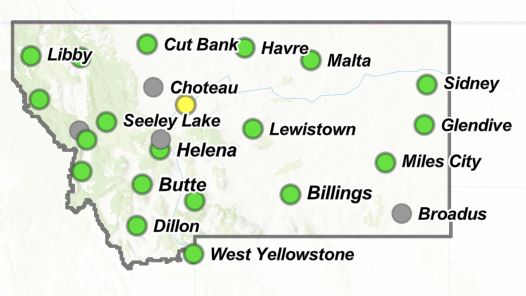 Libby
Cut Bank
Havre
Malta
Choteau
Sidney
Seeley Lake
Lewistown
Glendive
Helena
Miles City
Butte
Billings
Broadus
Dillon
West Yellowstone